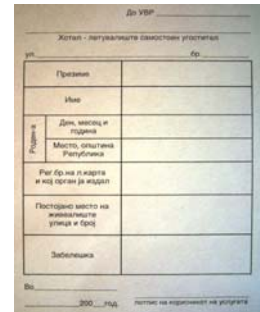 До УВР
Хотел - летувалиште самостоен угостител
ул. бр.
Презиме
Име
Родена
Ден, месец и
година
Место, општина
Република
Рег.бр.на л.карта
и кој орган ја издал
Постојано место на
живеалиште
улица и број
Забелешка
Во
200 год.
потпис на корисникот на услугата